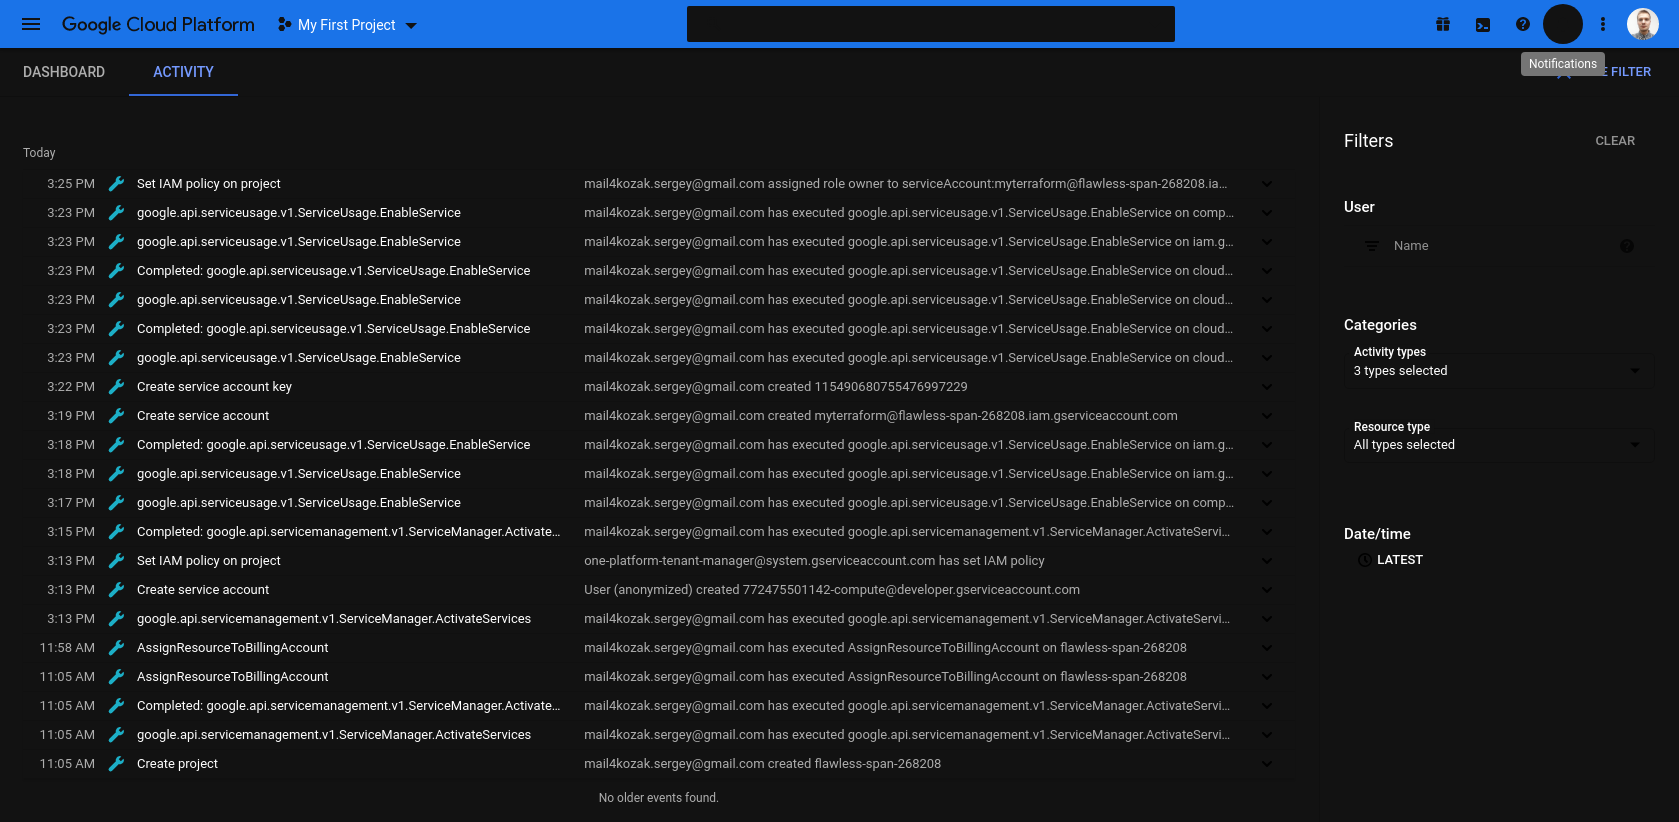 Google Cloud Platform
My First Project
Notifications
DASHBOARD
ACTIVITY
FILTER
Today
3:25 PM Set IAM policy on project mail4kozak.sergey@gmail.com assigned role owner to serviceAccount:myterraform@flawless-span-268208.ia...
3:23 PM google.api.serviceusage.v1.ServiceUsage.EnableService mail4kozak.sergey@gmail.com has executed google.api.serviceusage.v1.ServiceUsage.EnableService on comp...
3:23 PM google.api.serviceusage.v1.ServiceUsage.EnableService mail4kozak.sergey@gmail.com has executed google.api.serviceusage.v1.ServiceUsage.EnableService on iam.g...
3:23 PM Completed: google.api.serviceusage.v1.ServiceUsage.EnableService mail4kozak.sergey@gmail.com has executed google.api.serviceusage.v1.ServiceUsage.EnableService on cloud...
3:23 PM google.api.serviceusage.v1.ServiceUsage.EnableService mail4kozak.sergey@gmail.com has executed google.api.serviceusage.v1.ServiceUsage.EnableService on cloud...
3:23 PM Completed: google.api.serviceusage.v1.ServiceUsage.EnableService mail4kozak.sergey@gmail.com has executed google.api.serviceusage.v1.ServiceUsage.EnableService on cloud...
3:23 PM google.api.serviceusage.v1.ServiceUsage.EnableService mail4kozak.sergey@gmail.com has executed google.api.serviceusage.v1.ServiceUsage.EnableService on cloud...
3:22 PM Create service account key mail4kozak.sergey@gmail.com created 115490680755476997229
3:19 PM Create service account mail4kozak.sergey@gmail.com created myterraform@flawless-span-268208.iam.gserviceaccount.com
3:18 PM Completed: google.api.serviceusage.v1.ServiceUsage.EnableService mail4kozak.sergey@gmail.com has executed google.api.serviceusage.v1.ServiceUsage.EnableService on iam.g...
3:18 PM google.api.serviceusage.v1.ServiceUsage.EnableService mail4kozak.sergey@gmail.com has executed google.api.serviceusage.v1.ServiceUsage.EnableService on iam.g...
3:17 PM google.api.serviceusage.v1.ServiceUsage.EnableService mail4kozak.sergey@gmail.com has executed google.api.serviceusage.v1.ServiceUsage.EnableService on comp...
3:15 PM Completed: google.api.servicemanagement.v1.ServiceManager.Activate... mail4kozak.sergey@gmail.com has executed google.api.servicemanagement.v1.ServiceManager.ActivateServi...
3:13 PM Set IAM policy on project one-platform-tenant-manager@system.gserviceaccount.com has set IAM policy
3:13 PM Create service account User (anonymized) created 772475501142-compute@developer.gserviceaccount.com
3:13 PM google.api.servicemanagement.v1.ServiceManager.ActivateServices mail4kozak.sergey@gmail.com has executed google.api.servicemanagement.v1.ServiceManager.ActivateServi...
11:58 AM AssignResourceToBillingAccount mail4kozak.sergey@gmail.com has executed AssignResourceToBillingAccount on flawless-span-268208
11:05 AM AssignResourceToBillingAccount mail4kozak.sergey@gmail.com has executed AssignResourceToBillingAccount on flawless-span-268208
11:05 AM Completed: google.api.servicemanagement.v1.ServiceManager.Activate... mail4kozak.sergey@gmail.com has executed google.api.servicemanagement.v1.ServiceManager.ActivateServi...
11:05 AM google.api.servicemanagement.v1.ServiceManager.ActivateServices mail4kozak.sergey@gmail.com has executed google.api.servicemanagement.v1.ServiceManager.ActivateServi...
11:05 AM Create project mail4kozak.sergey@gmail.com created flawless-span-268208
No older events found.
Filters
CLEAR
User
Name
Categories
Activity types
3 types selected
Resource type
All types selected
Date/time
LATEST